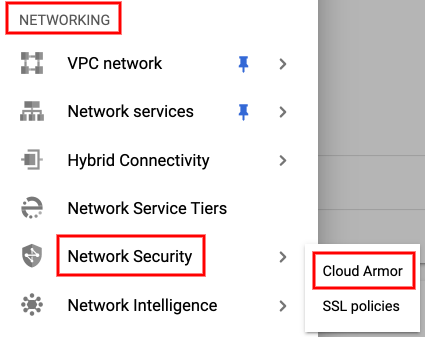 NETWORKING
VPC network
Network services
Hybrid Connectivity
Network Service Tiers
Network Security
Cloud Armor
SSL policies
Network Intelligence